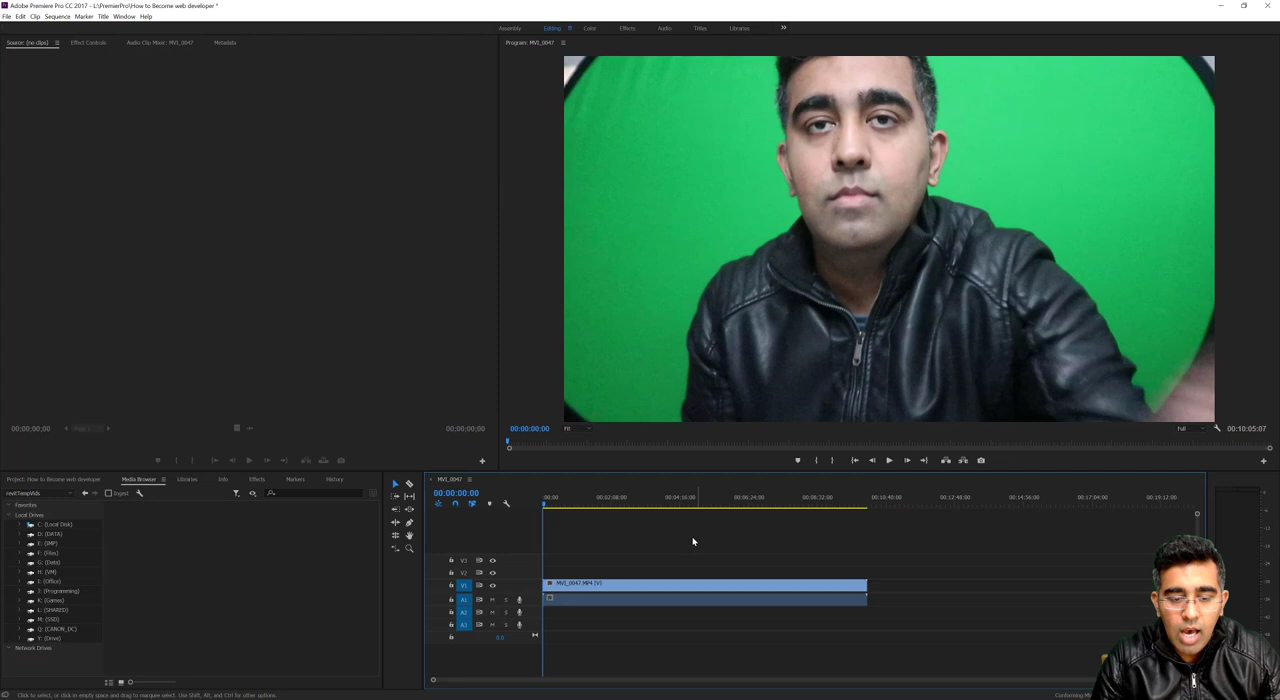 Adobe Premiere Pro CC 2017 - L:\PremierPro\How to Become web developer *
File Edit Clip Sequence Marker Title Window Help
Assembly Editing Color Effects Audio Titles Libraries
Source: (no clips) Effect Controls Audio Clip Mixer: MVI_0047 Metadata
Program: MVI_0047
00;00;00;00 Page 1 00;00;00;00
00:00:00:00 Fit Full 00:10:05:07
Project: How to Become web developer Media Browser Libraries Info Effects Markers History
revitTempVids Ingest
Favorites
Local Drives
C: (Local Disk)
D: (DATA)
F: (Files)
G: (Data)
H: (VM)
E: (Office)
J: (Programming)
K: (Games)
L: (SHARED)
M: (SSD)
Q: (CANON_DC)
Y: (Drive)
Network Drives
MVI_0047
00:00:00:00
:00:00 00:02:08:00 00:04:16:00 00:06:24:00 00:08:32:00 00:10:40:00 00:12:48:00 00:14:56:00 00:17:04:00 00:19:12:00
V3
V2
V1 MVI_0047.MP4 [V]
A1 M S
A2 M S
A3 M S
0.0
Click to select, or click in empty space and drag to marquee select. Use Shift, Alt, and Ctrl for other options.
Conforming MV